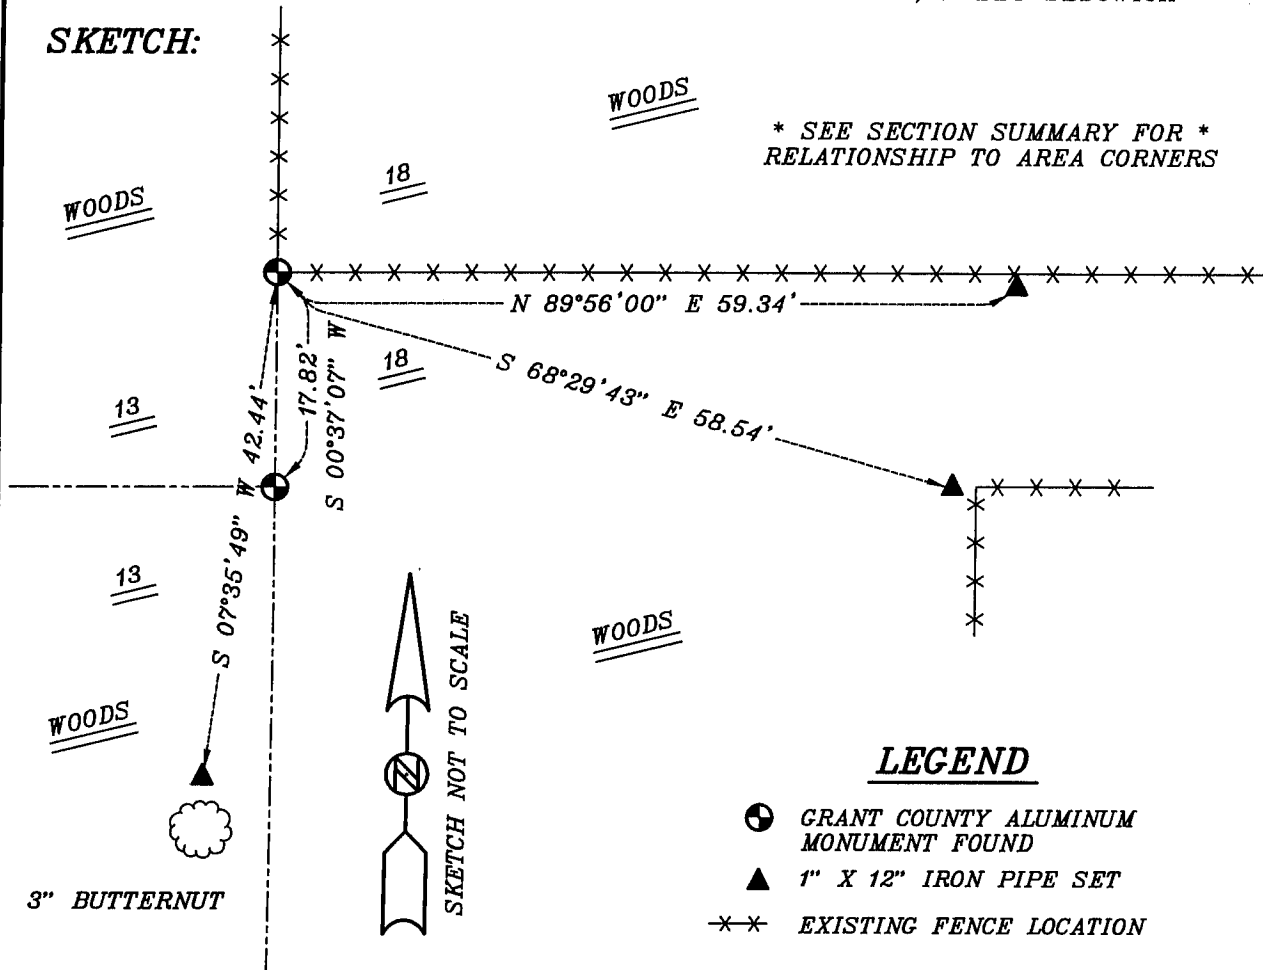 SKETCH:
WOODS
* SEE SECTION SUMMARY FOR *
RELATIONSHIP TO AREA CORNERS
18
WOODS
N 89°56'00" E 59.34'
18
S 68°29'43" E 58.54'
17.82'
S 00°37'07" W
13
S 07°35'49" W 42.44'
13
WOODS
WOODS
SKETCH NOT TO SCALE
N
3" BUTTERNUT
LEGEND
GRANT COUNTY ALUMINUM
MONUMENT FOUND
1" X 12" IRON PIPE SET
EXISTING FENCE LOCATION